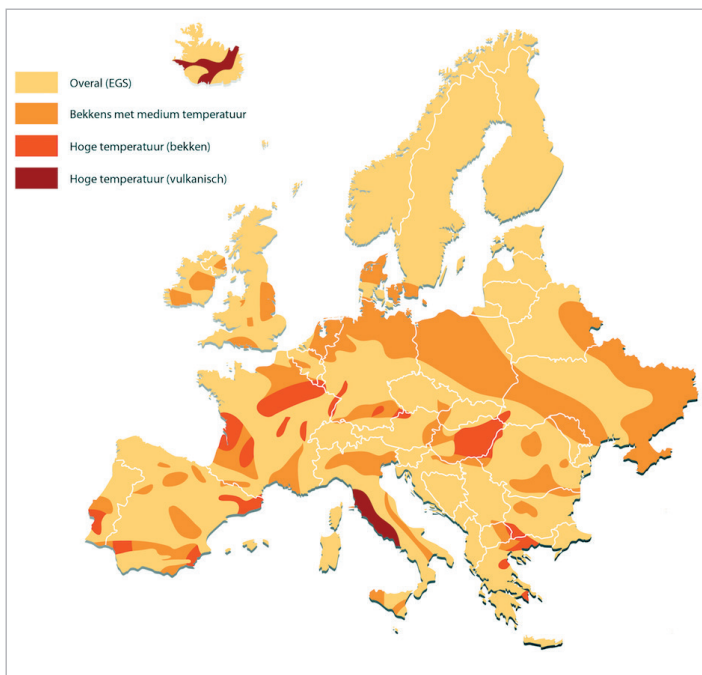 Overal (EGS)
Bekkens met medium temperatuur
Hoge temperatuur (bekken)
Hoge temperatuur (vulkanisch)